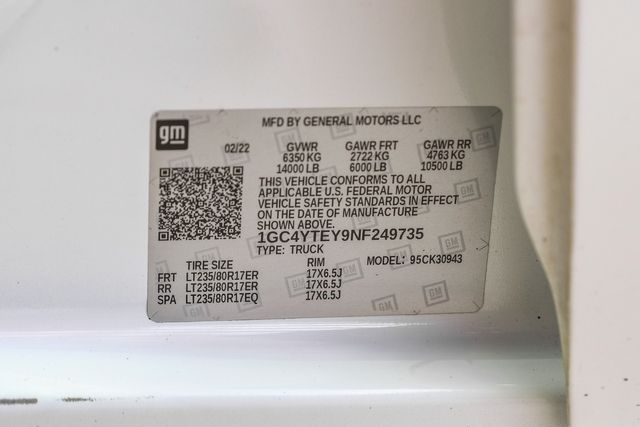 gm
MFD BY GENERAL MOTORS LLC
02/22 GVWR GAWR FRT GAWR RR
6350 KG 2722 KG 4763 KG
14000 LB 6000 LB 10500 LB
THIS VEHICLE CONFORMS TO ALL
APPLICABLE U.S. FEDERAL MOTOR
VEHICLE SAFETY STANDARDS IN EFFECT
ON THE DATE OF MANUFACTURE
SHOWN ABOVE.
1GC4YTEY9NF249735
TYPE: TRUCK
TIRE SIZE RIM MODEL: 95CK30943
FRT LT235/80R17ER 17X6.5J
RR LT235/80R17ER 17X6.5J
SPA LT235/80R17EQ 17X6.5J